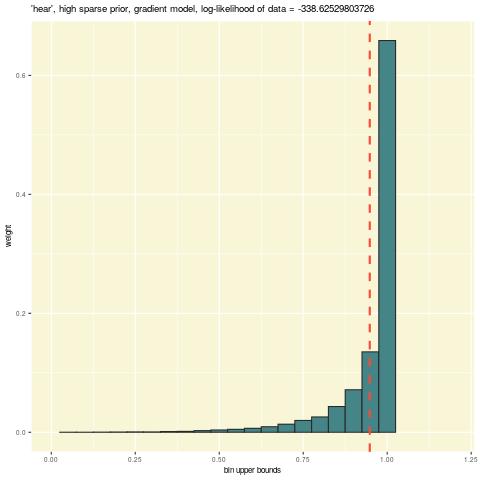 'hear', high sparse prior, gradient model, log-likelihood of data = -338.62529803726
0.6
0.4
0.2
0.0
weight
0.00 0.25 0.50 0.75 1.00 1.25
bin upper bounds